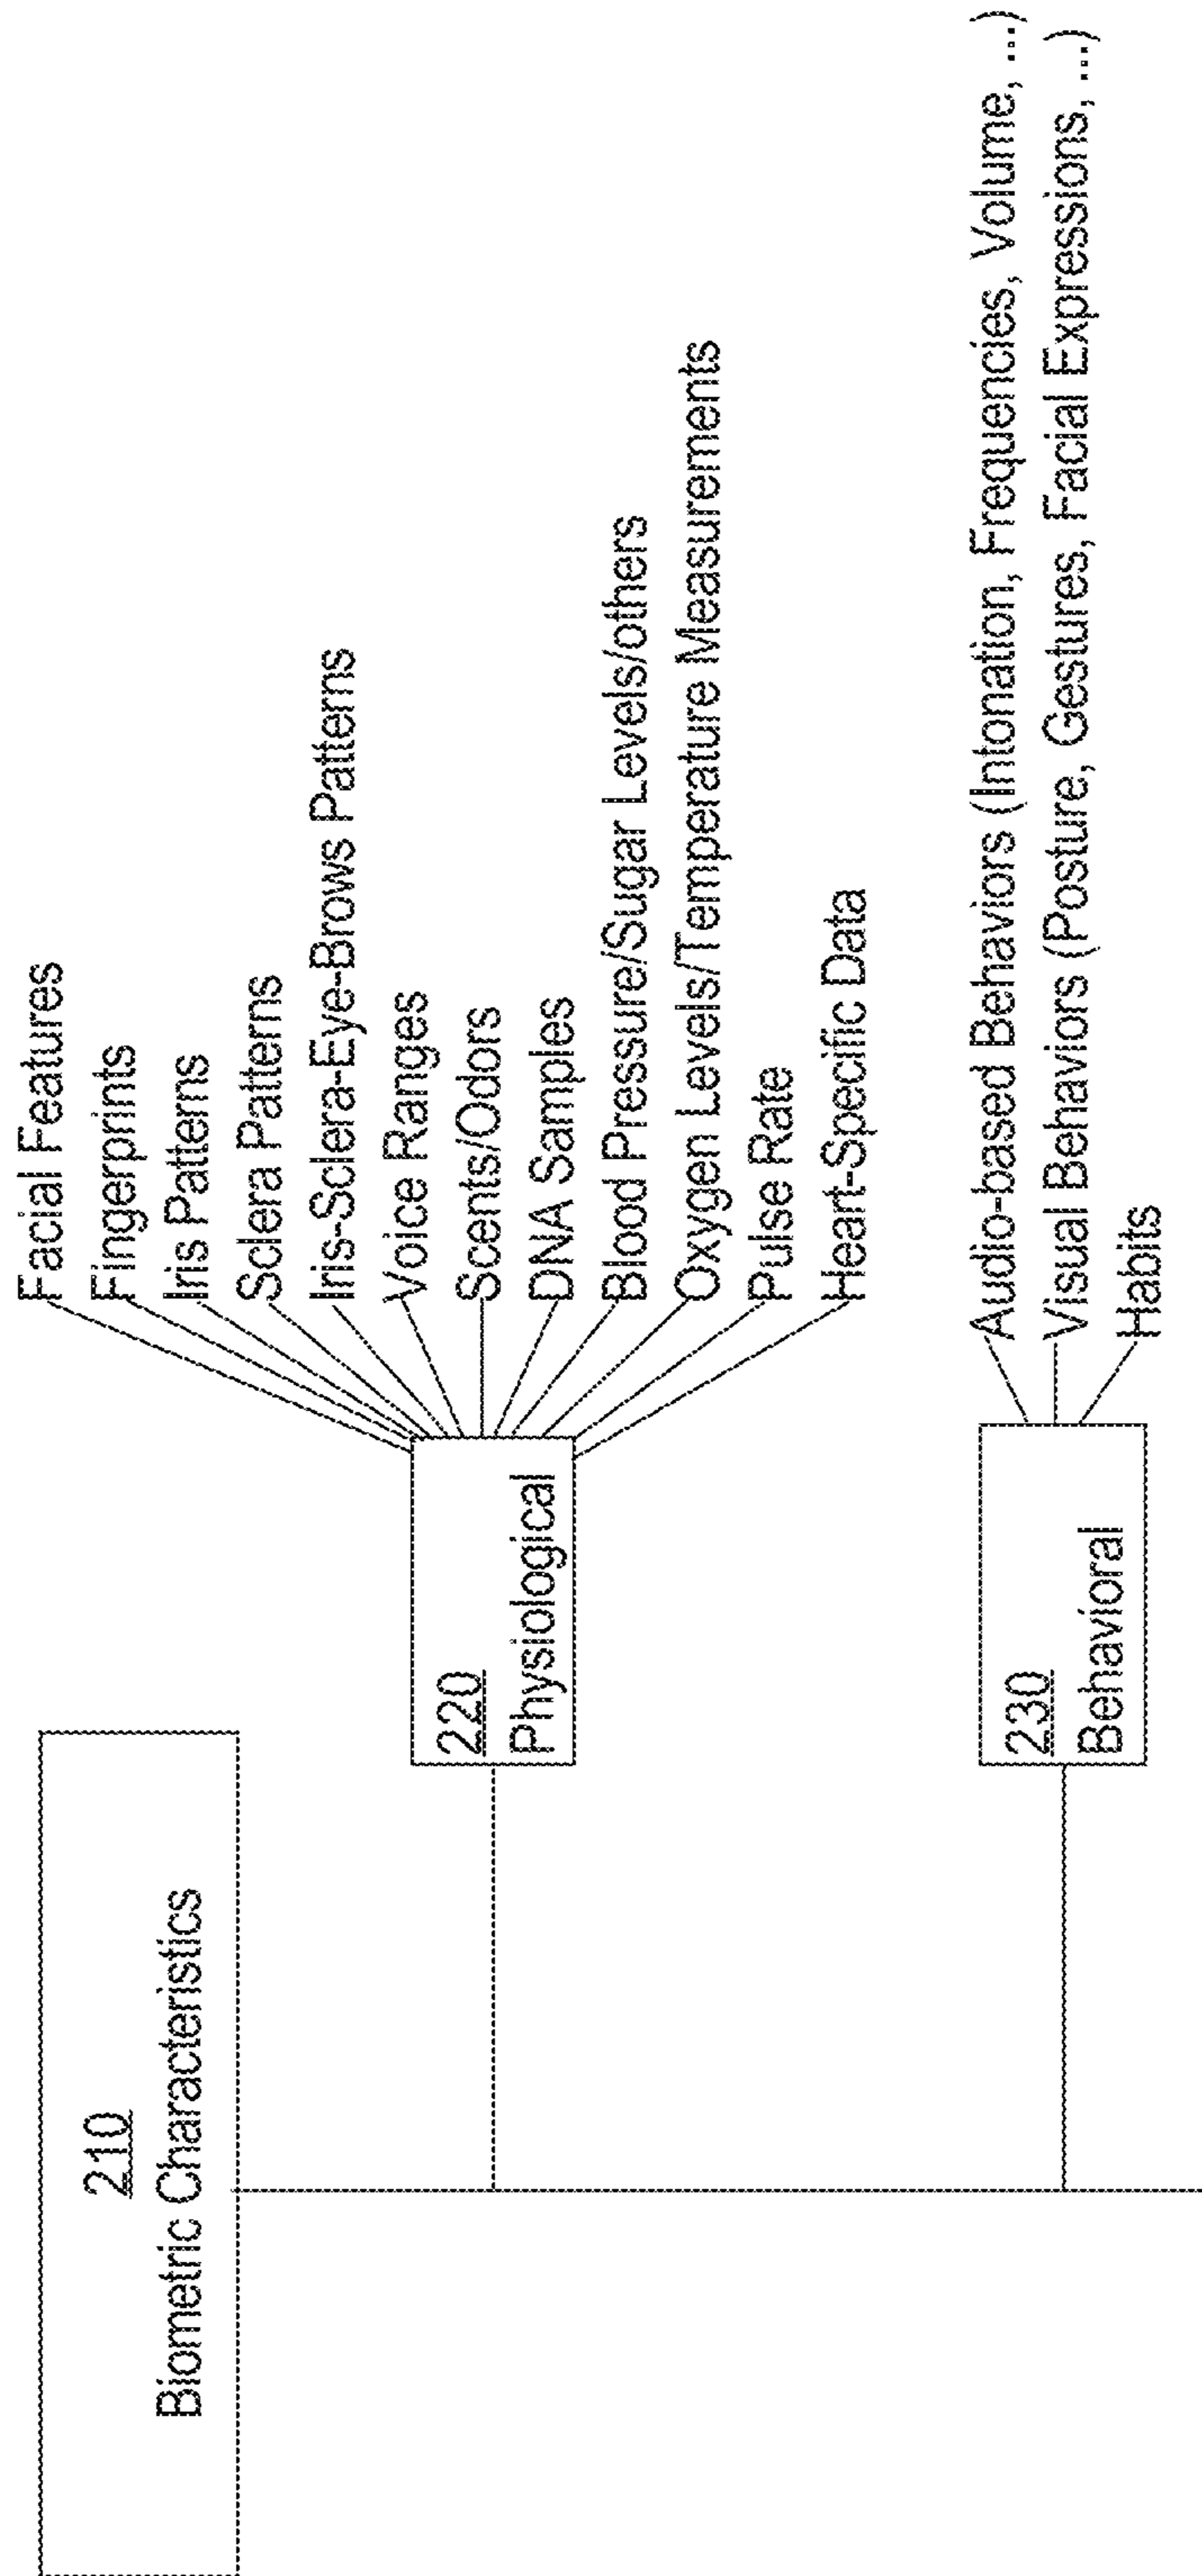 210
Biometric Characteristics
220
Physiological
Facial Features
Fingerprints
Iris Patterns
Sclera Patterns
Iris-Sclera-Eye-Brows Patterns
Voice Ranges
Scents/Odors
DNA Samples
Blood Pressure/Sugar Levels/others
Oxygen Levels/Temperature Measurements
Pulse Rate
Heart-Specific Data
230
Behavioral
Audio-based Behaviors (Intonation, Frequencies, Volume, ...)
Visual Behaviors (Posture, Gestures, Facial Expressions, ...)
Habits